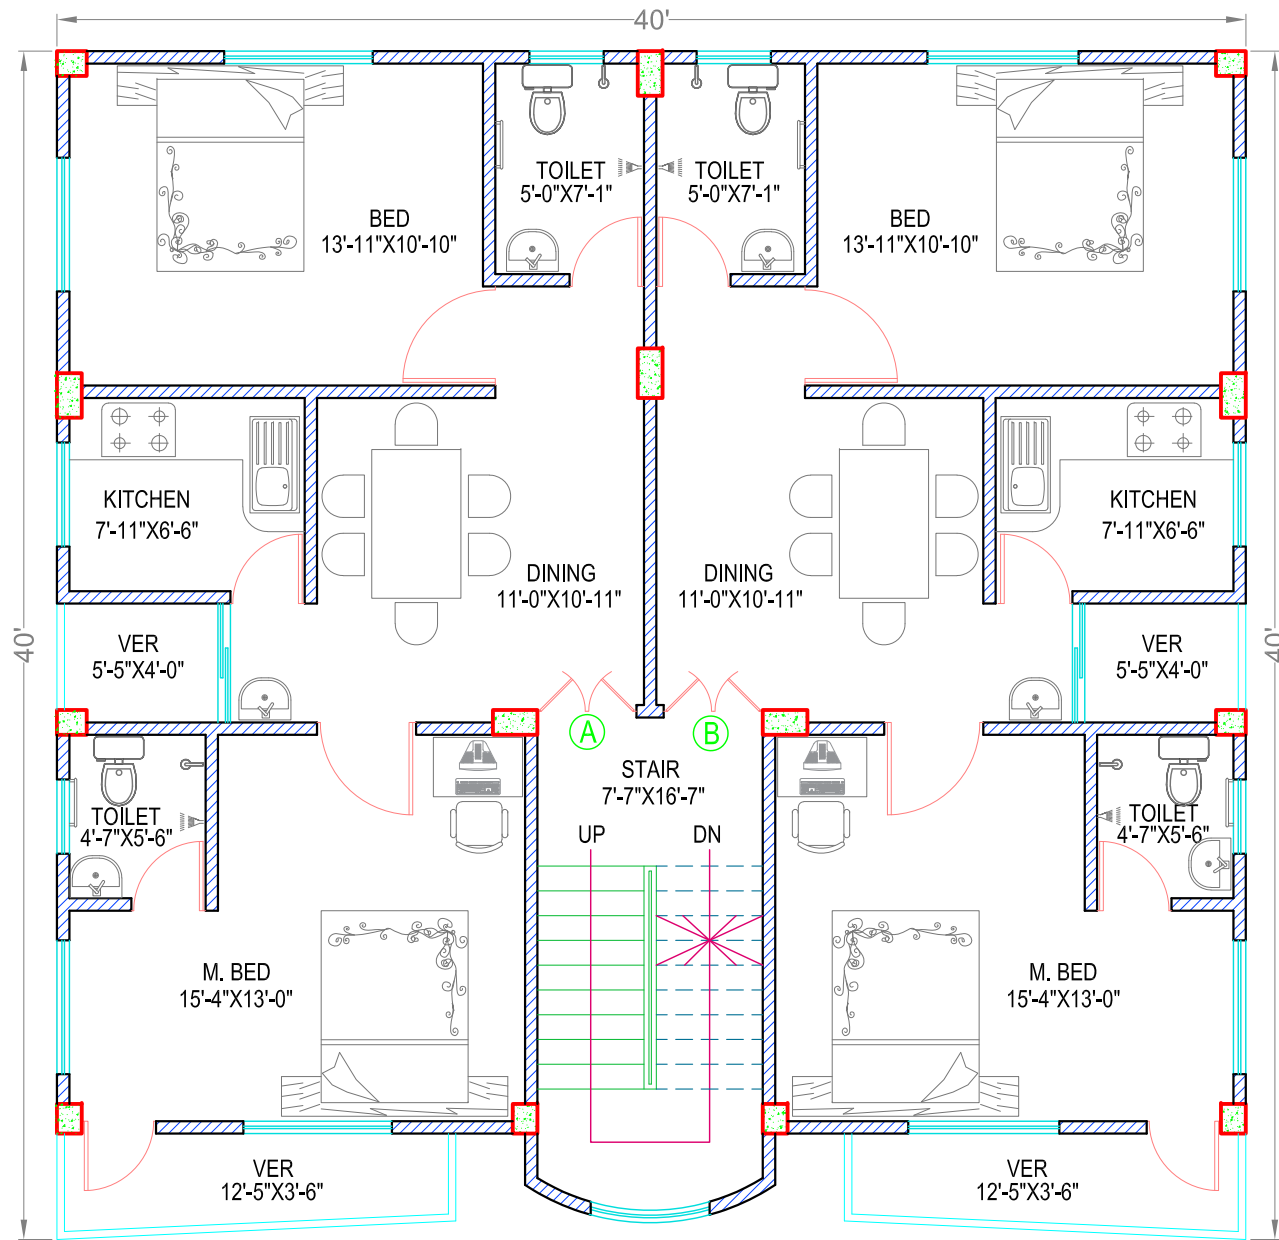 40'
TOILET
5'-0"X7'-1"
TOILET
5'-0"X7'-1"
BED
13'-11"X10'-10"
BED
13'-11"X10'-10"
KITCHEN
7'-11"X6'-6"
KITCHEN
7'-11"X6'-6"
DINING
11'-0"X10'-11"
DINING
11'-0"X10'-11"
40'
40'
VER
5'-5"X4'-0"
VER
5'-5"X4'-0"
A
B
STAIR
7'-7"X16'-7"
TOILET
4'-7"X5'-6"
TOILET
4'-7"X5'-6"
UP
DN
M. BED
15'-4"X13'-0"
M. BED
15'-4"X13'-0"
VER
12'-5"X3'-6"
VER
12'-5"X3'-6"